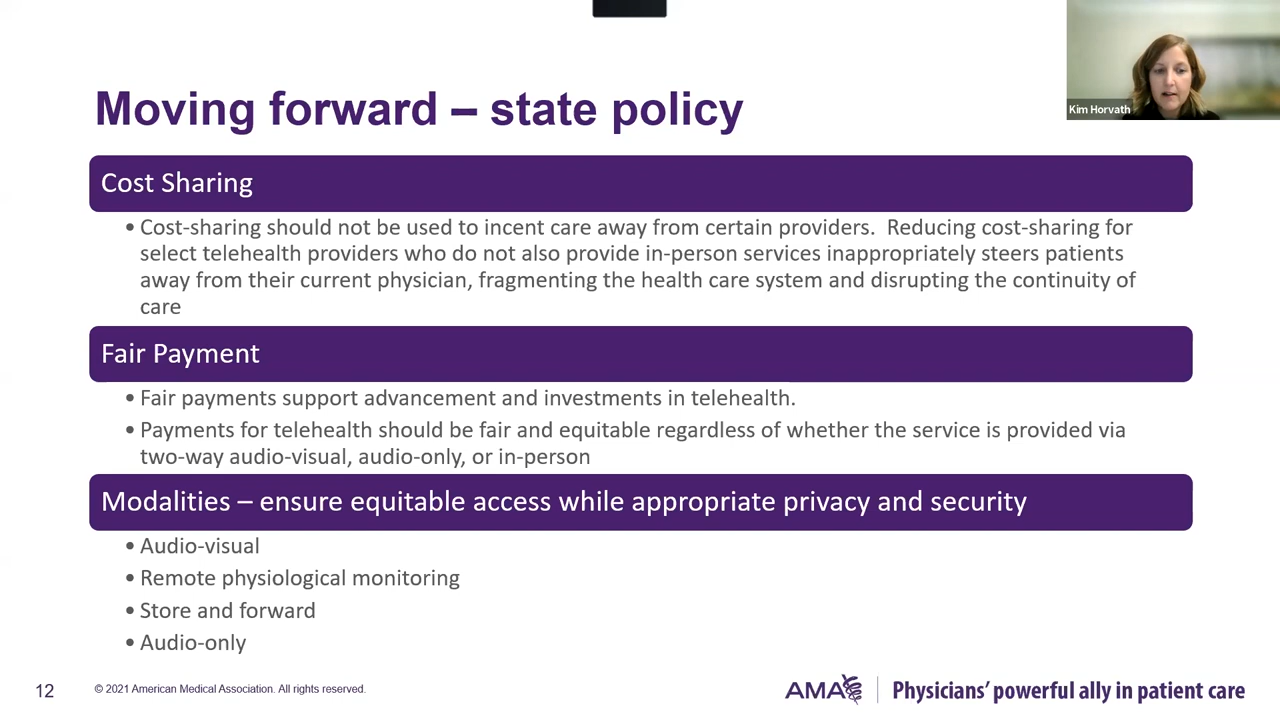 Kim Horvath
Moving forward – state policy
Cost Sharing
• Cost-sharing should not be used to incent care away from certain providers.  Reducing cost-sharing for
select telehealth providers who do not also provide in-person services inappropriately steers patients
away from their current physician, fragmenting the health care system and disrupting the continuity of
care
Fair Payment
• Fair payments support advancement and investments in telehealth.
• Payments for telehealth should be fair and equitable regardless of whether the service is provided via
two-way audio-visual, audio-only, or in-person
Modalities – ensure equitable access while appropriate privacy and security
• Audio-visual
• Remote physiological monitoring
• Store and forward
• Audio-only
12
© 2021 American Medical Association. All rights reserved.
AMA
Physicians’ powerful ally in patient care